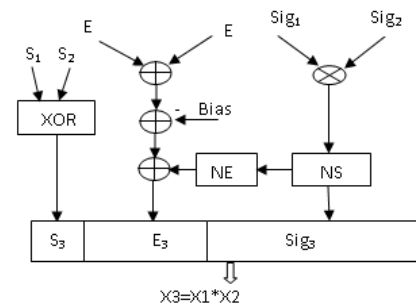 E E Sig₁ Sig₂
S₁ S₂
- Bias
XOR
NE NS
S₃ E₃ Sig₃
X3=X1*X2